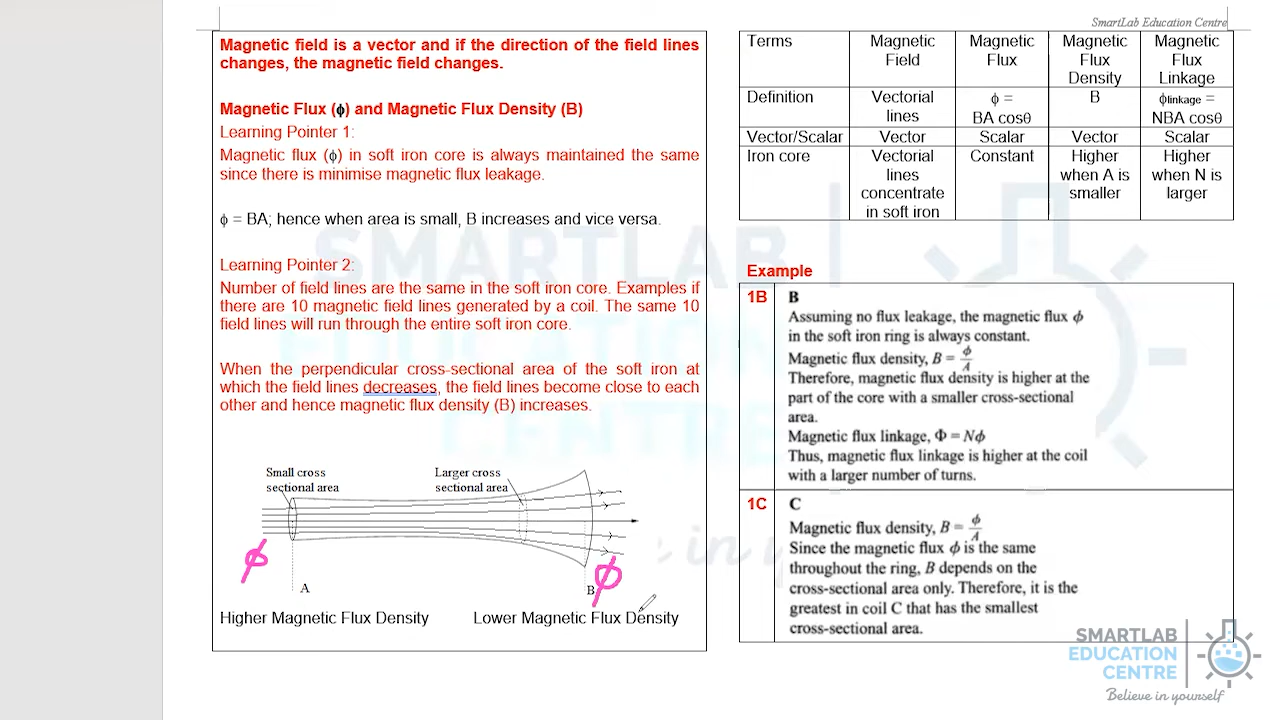 SmartLab Education Centre
Magnetic field is a vector and if the direction of the field lines
changes, the magnetic field changes.
Magnetic Flux (ϕ) and Magnetic Flux Density (B)
Learning Pointer 1:
Magnetic flux (ϕ) in soft iron core is always maintained the same
since there is minimise magnetic flux leakage.
ϕ = BA; hence when area is small, B increases and vice versa.
Learning Pointer 2:
Number of field lines are the same in the soft iron core. Examples if
there are 10 magnetic field lines generated by a coil. The same 10
field lines will run through the entire soft iron core.
When the perpendicular cross-sectional area of the soft iron at
which the field lines decreases, the field lines become close to each
other and hence magnetic flux density (B) increases.
Small cross
sectional area
Larger cross
sectional area
ϕ
ϕ
A
B
Higher Magnetic Flux Density
Lower Magnetic Flux Density
Terms Magnetic Field Magnetic Flux Magnetic Flux Density Magnetic Flux Linkage
Definition Vectorial lines ϕ = BA cosθ B ϕlinkage = NBA cosθ
Vector/Scalar Vector Scalar Vector Scalar
Iron core Vectorial lines concentrate in soft iron Constant Higher when A is smaller Higher when N is larger
Example
1B B
Assuming no flux leakage, the magnetic flux ϕ
in the soft iron ring is always constant.
Magnetic flux density, B = ϕ/A
Therefore, magnetic flux density is higher at the
part of the core with a smaller cross-sectional
area.
Magnetic flux linkage, Φ = Nϕ
Thus, magnetic flux linkage is higher at the coil
with a larger number of turns.
1C C
Magnetic flux density, B = ϕ/A
Since the magnetic flux ϕ is the same
throughout the ring, B depends on the
cross-sectional area only. Therefore, it is the
greatest in coil C that has the smallest
cross-sectional area.
SMARTLAB
EDUCATION
CENTRE
Believe in yourself
SMARTLAB
EDUCATION
CENTRE